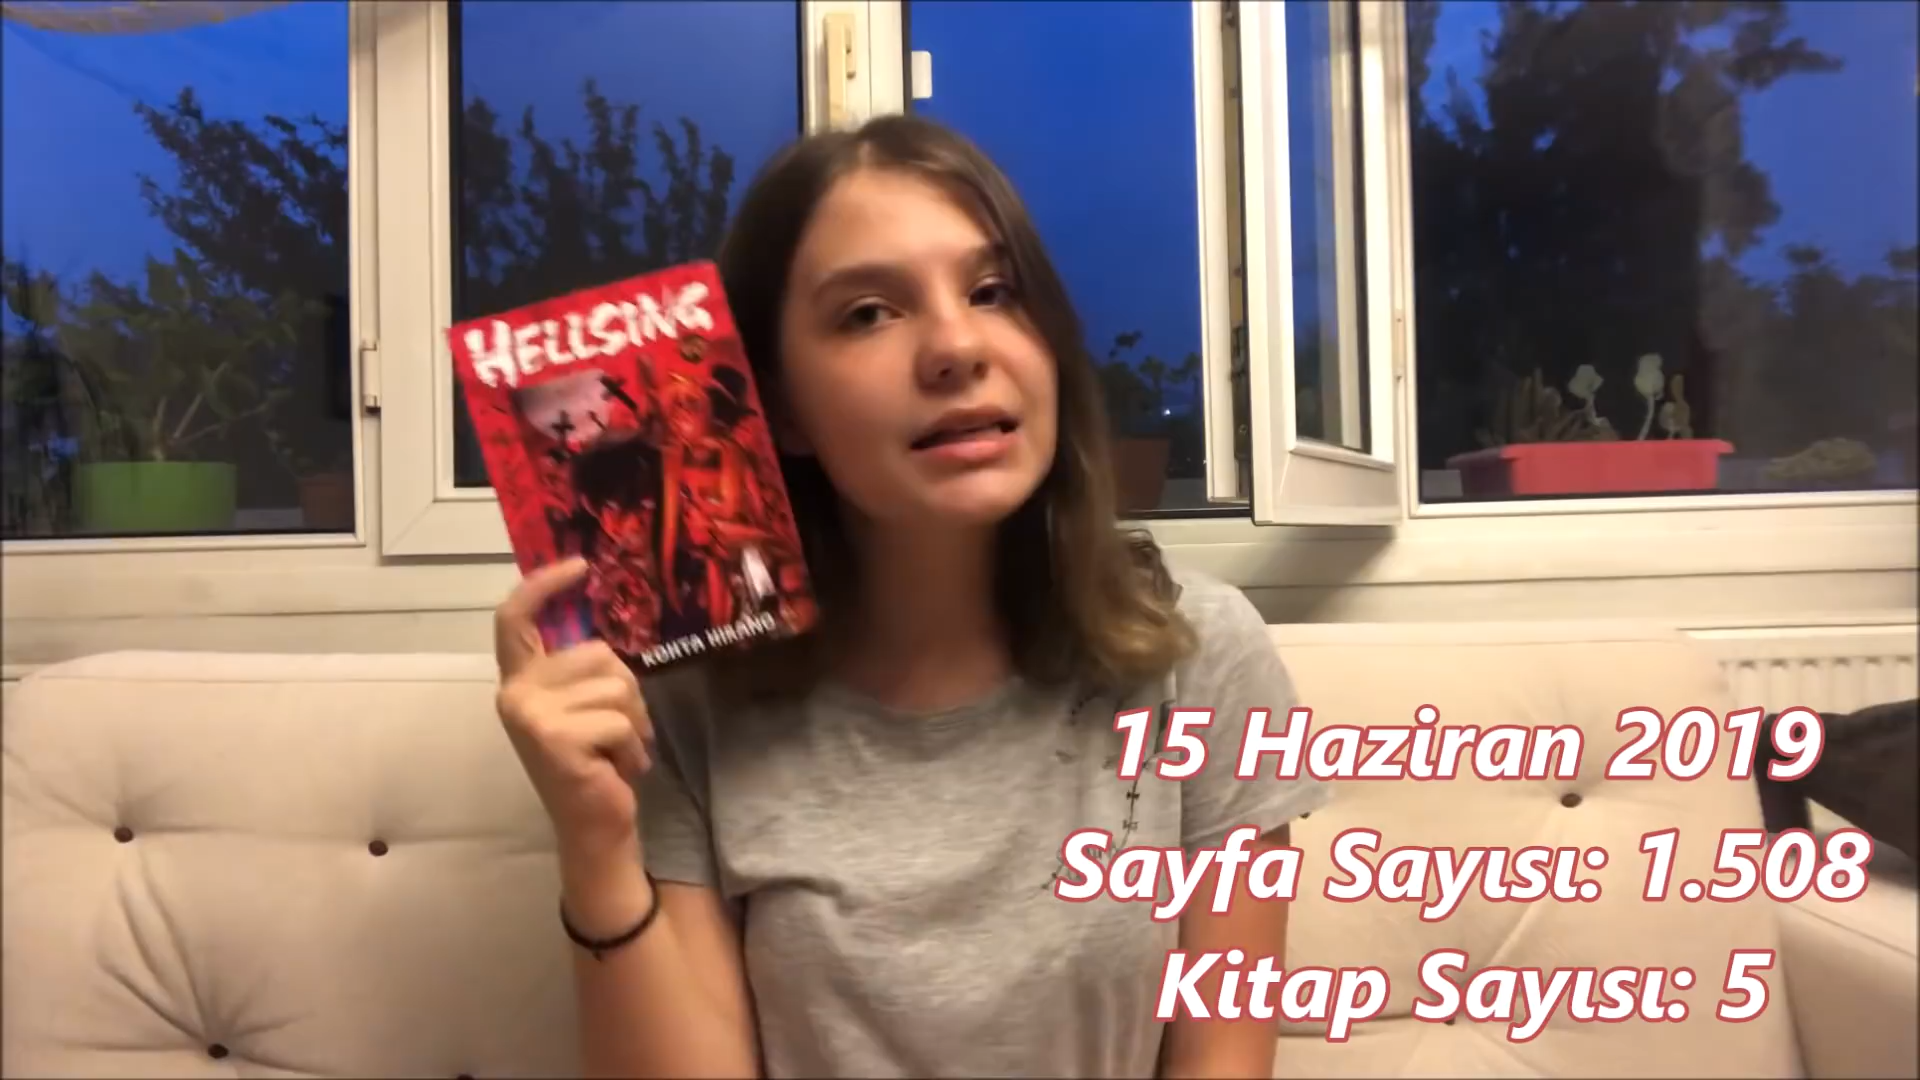 HELLSING
KOHTA HIRANO
15 Haziran 2019
Sayfa Sayısı: 1.508
Kitap Sayısı: 5